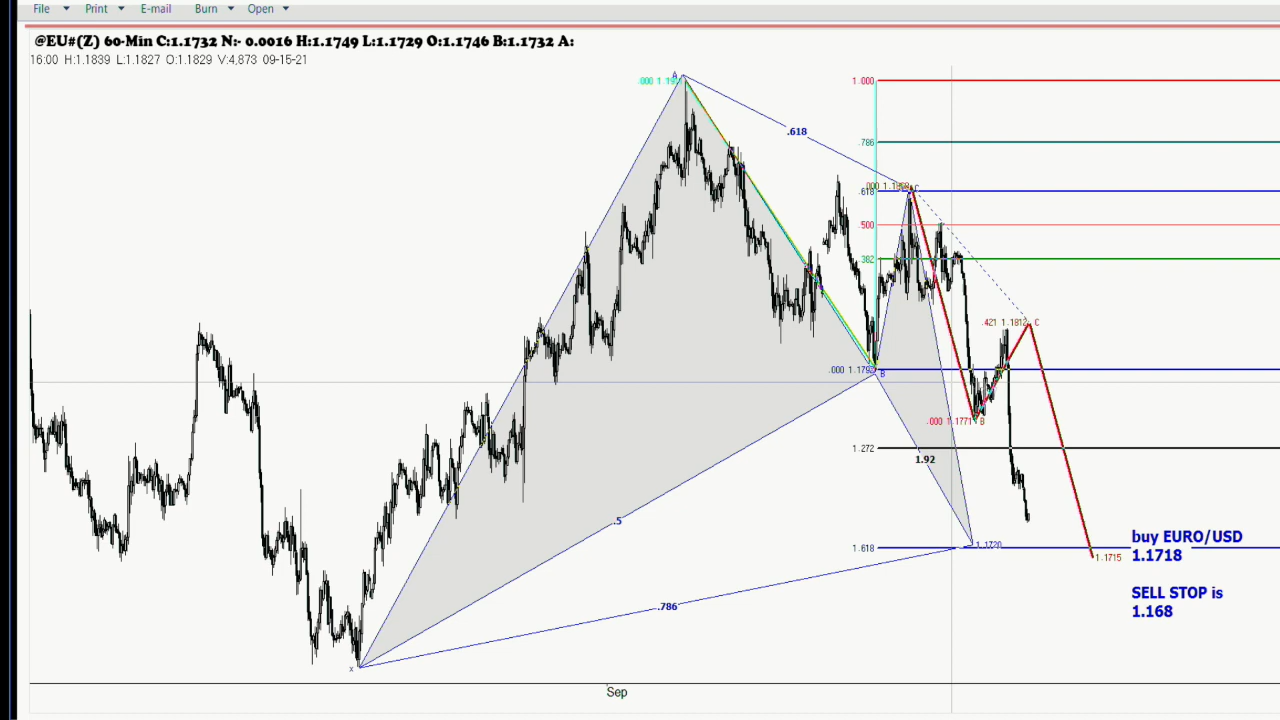 File Print E-mail Burn Open
@EU#(Z) 60-Min C:1.1732 N:- 0.0016 H:1.1749 L:1.1729 O:1.1746 B:1.1732 A:
16:00 H:1.1839 L:1.1827 O:1.1829 V:4.873 09-15-21
A
.000
1.000
.618
.786
.000
C
.618
.500
.382
.421 1.1812 C
.000
B
.000 1.1771 B
1.272
1.92
.5
buy EURO/USD
1.1720
1.618
1.1718
1.1715
SELL STOP is
.786
1.168
x
Sep